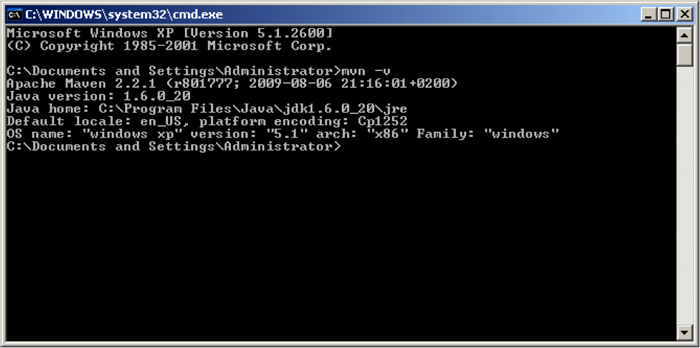 C:\WINDOWS\system32\cmd.exe
Microsoft Windows XP [Version 5.1.2600]
(C) Copyright 1985-2001 Microsoft Corp.
C:\Documents and Settings\Administrator>mvn -v
Apache Maven 2.2.1 (r801777; 2009-08-06 21:16:01+0200)
Java version: 1.6.0_20
Java home: C:\Program Files\Java\jdk1.6.0_20\jre
Default locale: en_US, platform encoding: Cp1252
OS name: "windows xp" version: "5.1" arch: "x86" Family: "windows"
C:\Documents and Settings\Administrator>